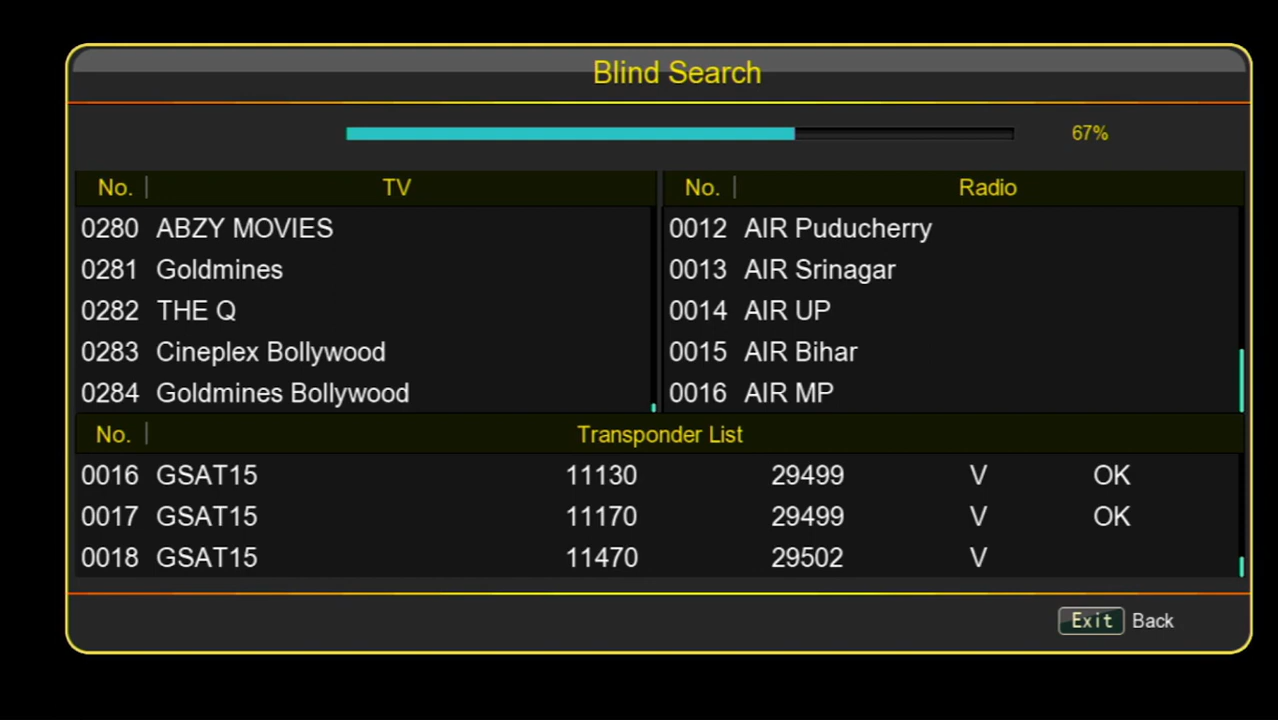 Blind Search
67%
No. TV
0280 ABZY MOVIES
0281 Goldmines
0282 THE Q
0283 Cineplex Bollywood
0284 Goldmines Bollywood
No. Radio
0012 AIR Puducherry
0013 AIR Srinagar
0014 AIR UP
0015 AIR Bihar
0016 AIR MP
No. Transponder List
0016 GSAT15 11130 29499 V OK
0017 GSAT15 11170 29499 V OK
0018 GSAT15 11470 29502 V
Exit Back